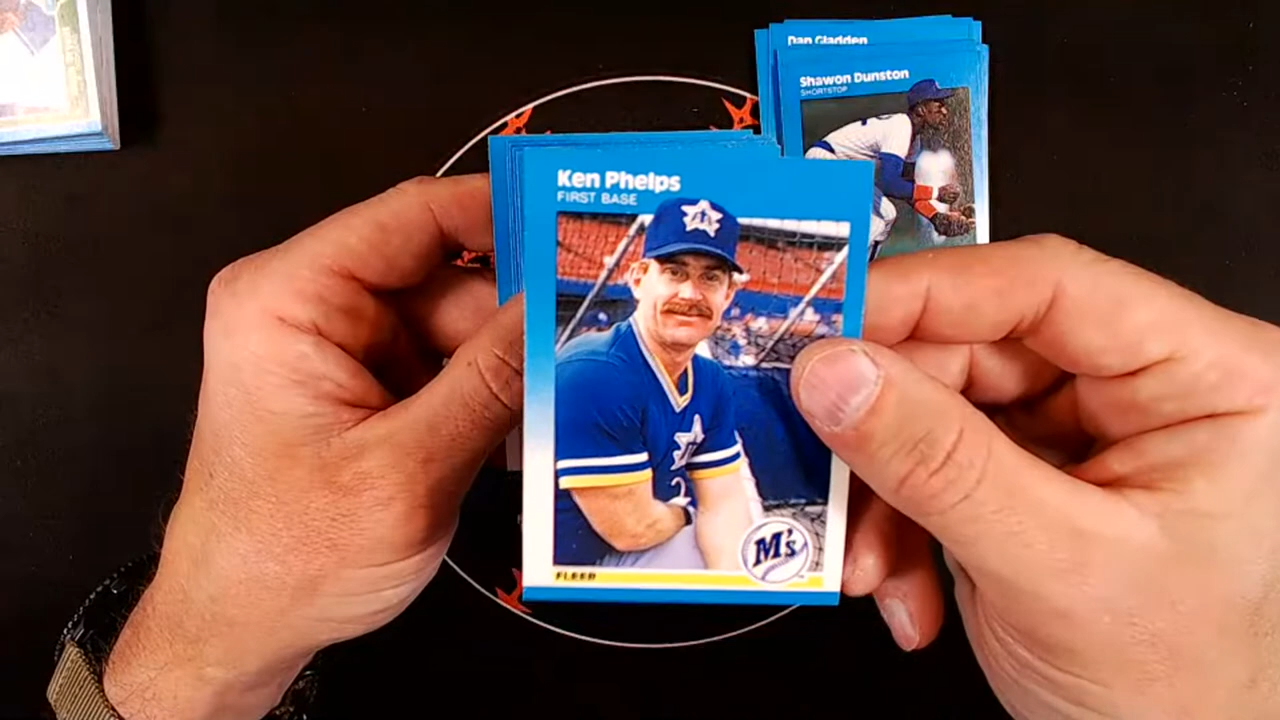 Dan Gladden
Shawon Dunston
SHORTSTOP
Ken Phelps
FIRST BASE
M's
FLEER